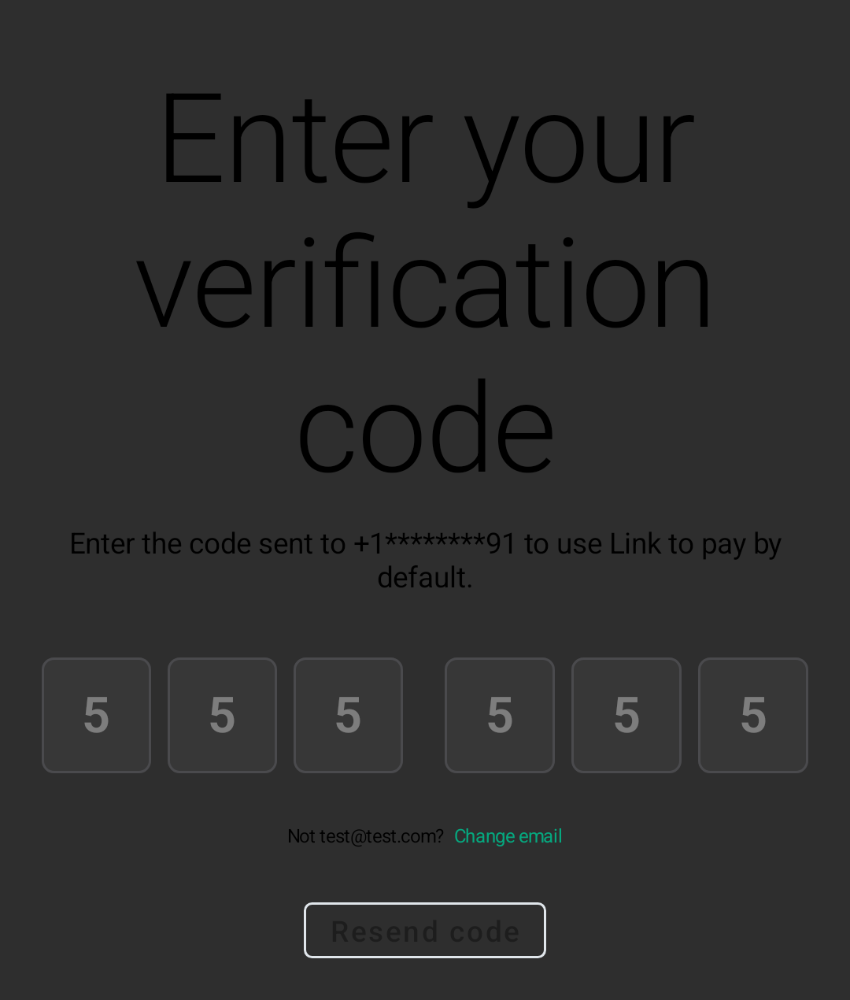 Enter your
verification
code
Enter the code sent to +1********91 to use Link to pay by
default.
5 5 5 5 5 5
Not test@test.com? Change email
Resend code